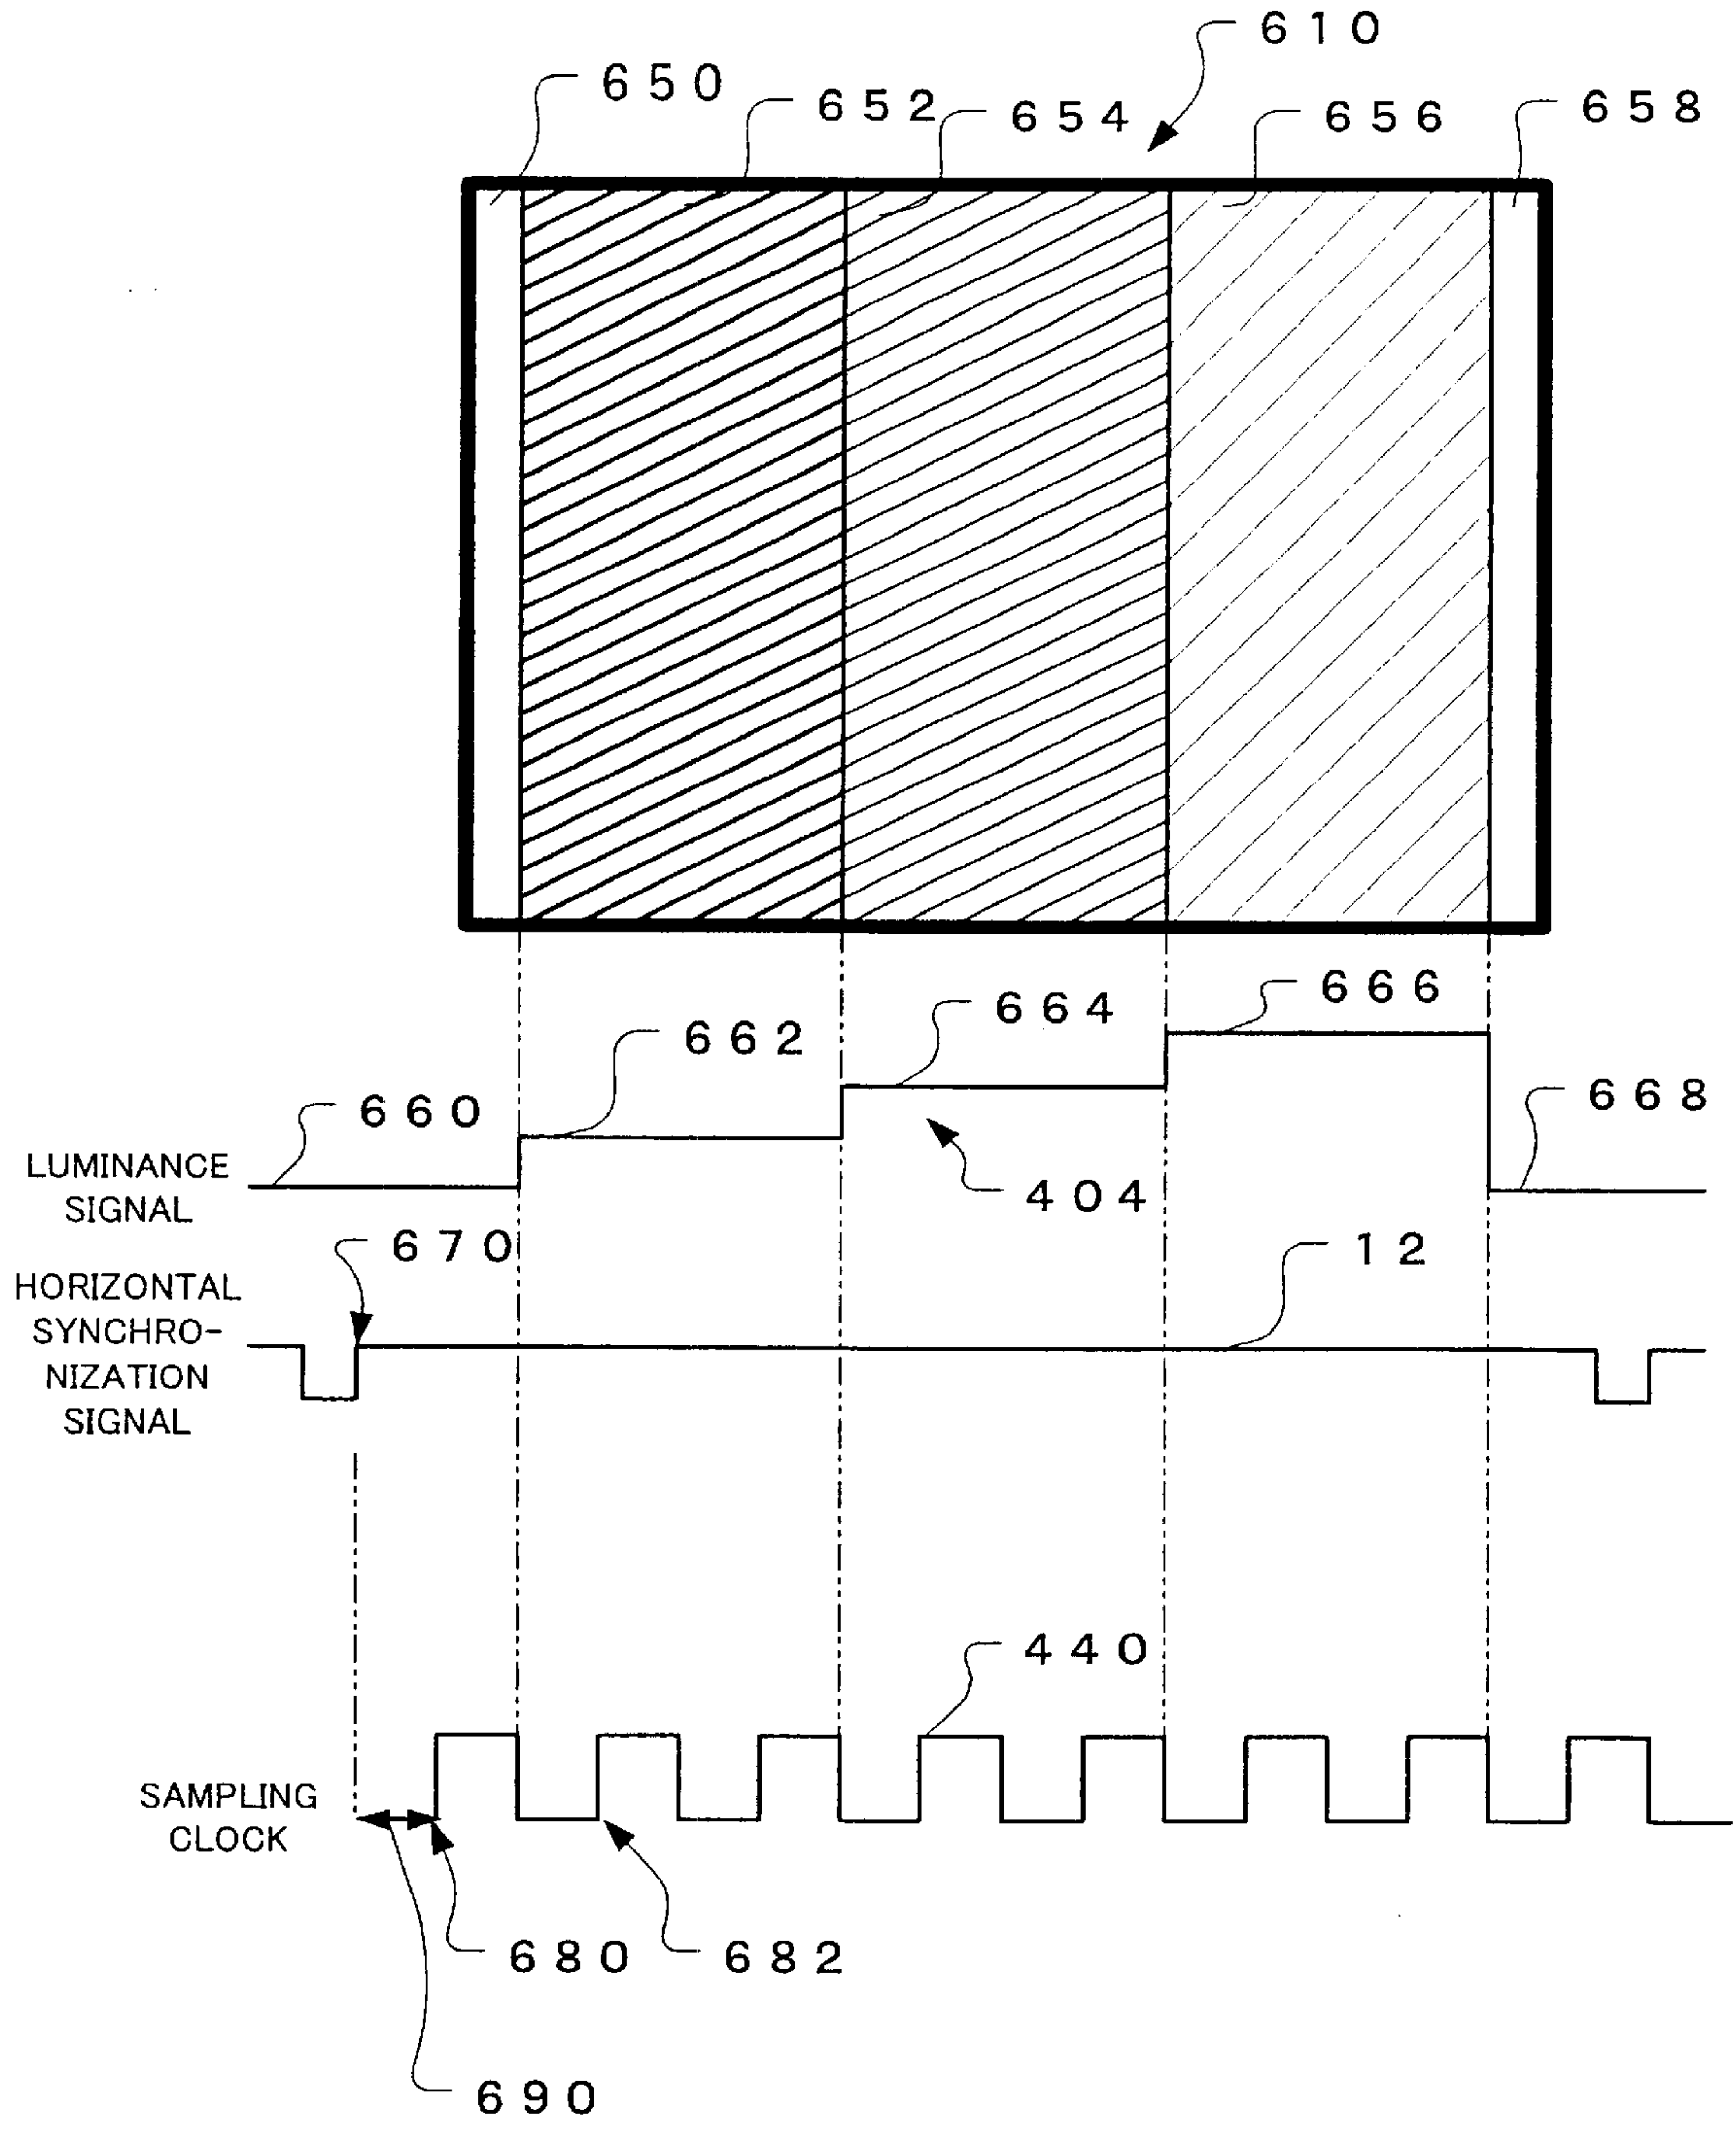 610
650
652
654
656
658
666
664
662
660
668
LUMINANCE
SIGNAL
404
670
12
HORIZONTAL
SYNCHRO-
NIZATION
SIGNAL
440
SAMPLING
CLOCK
680
682
690